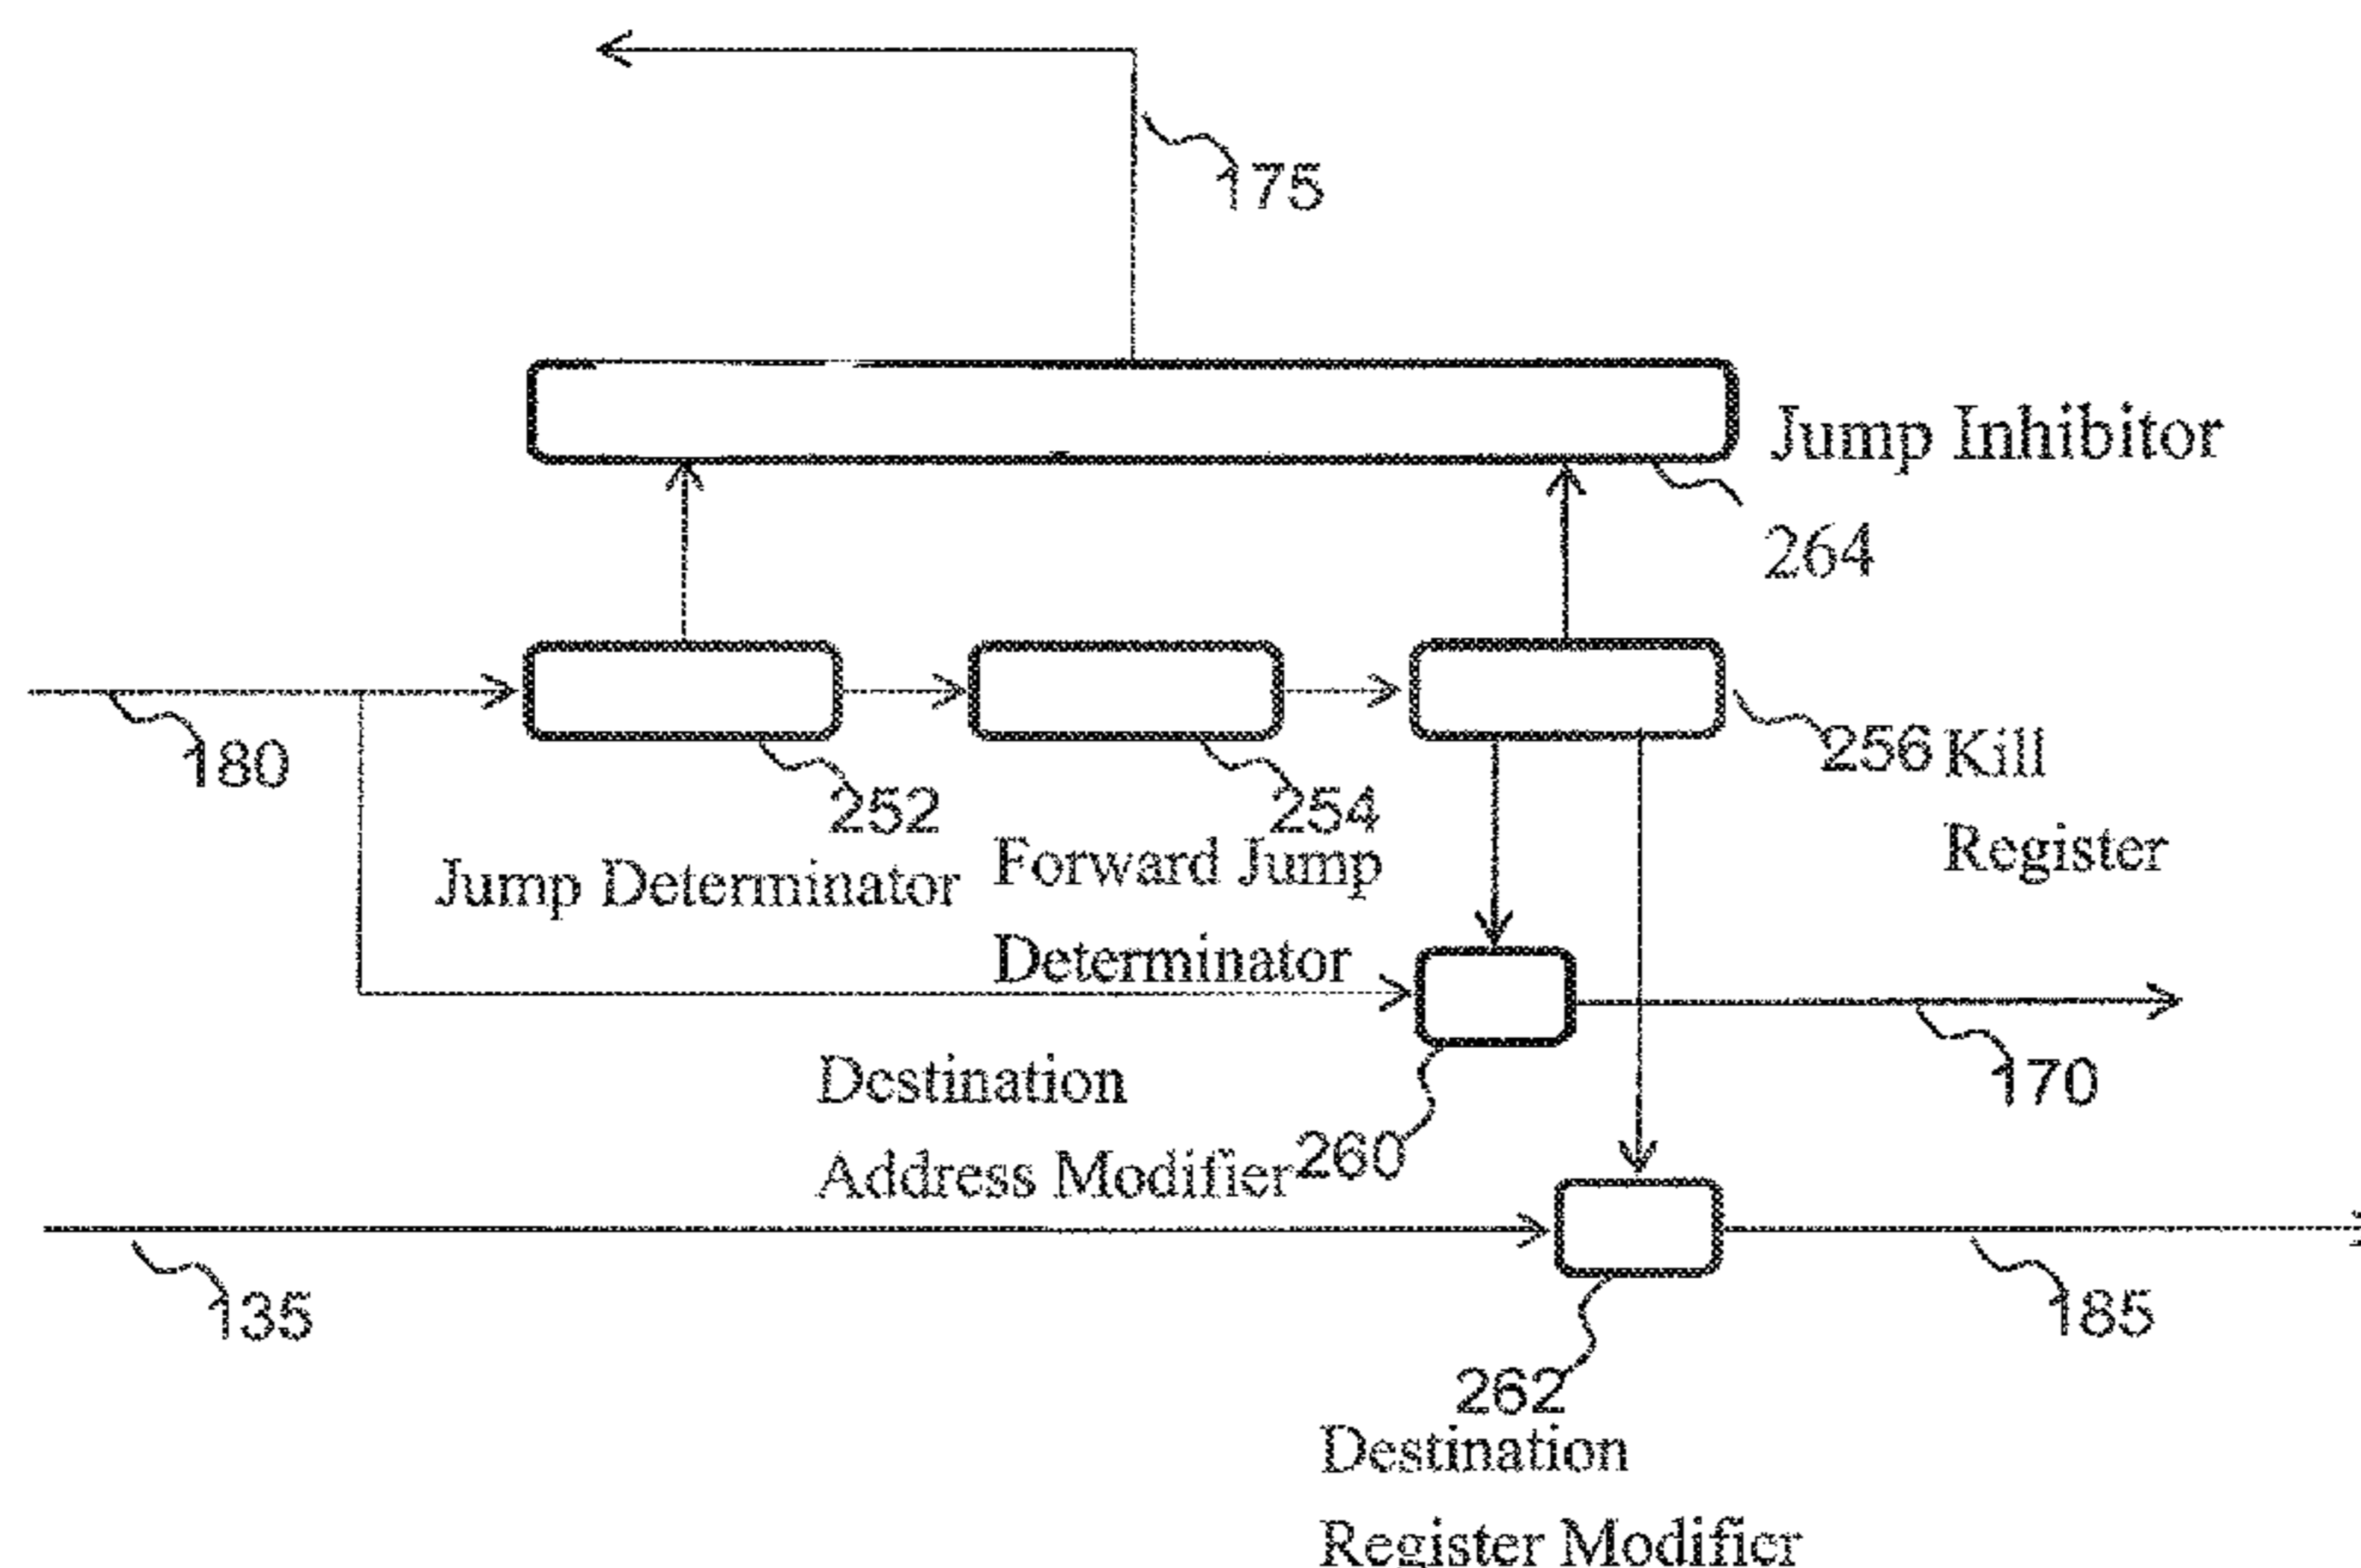 175
Jump Inhibitor
264
180
252
254
256 Kill
Register
Jump Determinator
Forward Jump
Determinator
170
Destination
Address Modifier
260
135
185
262
Destination
Register Modifier